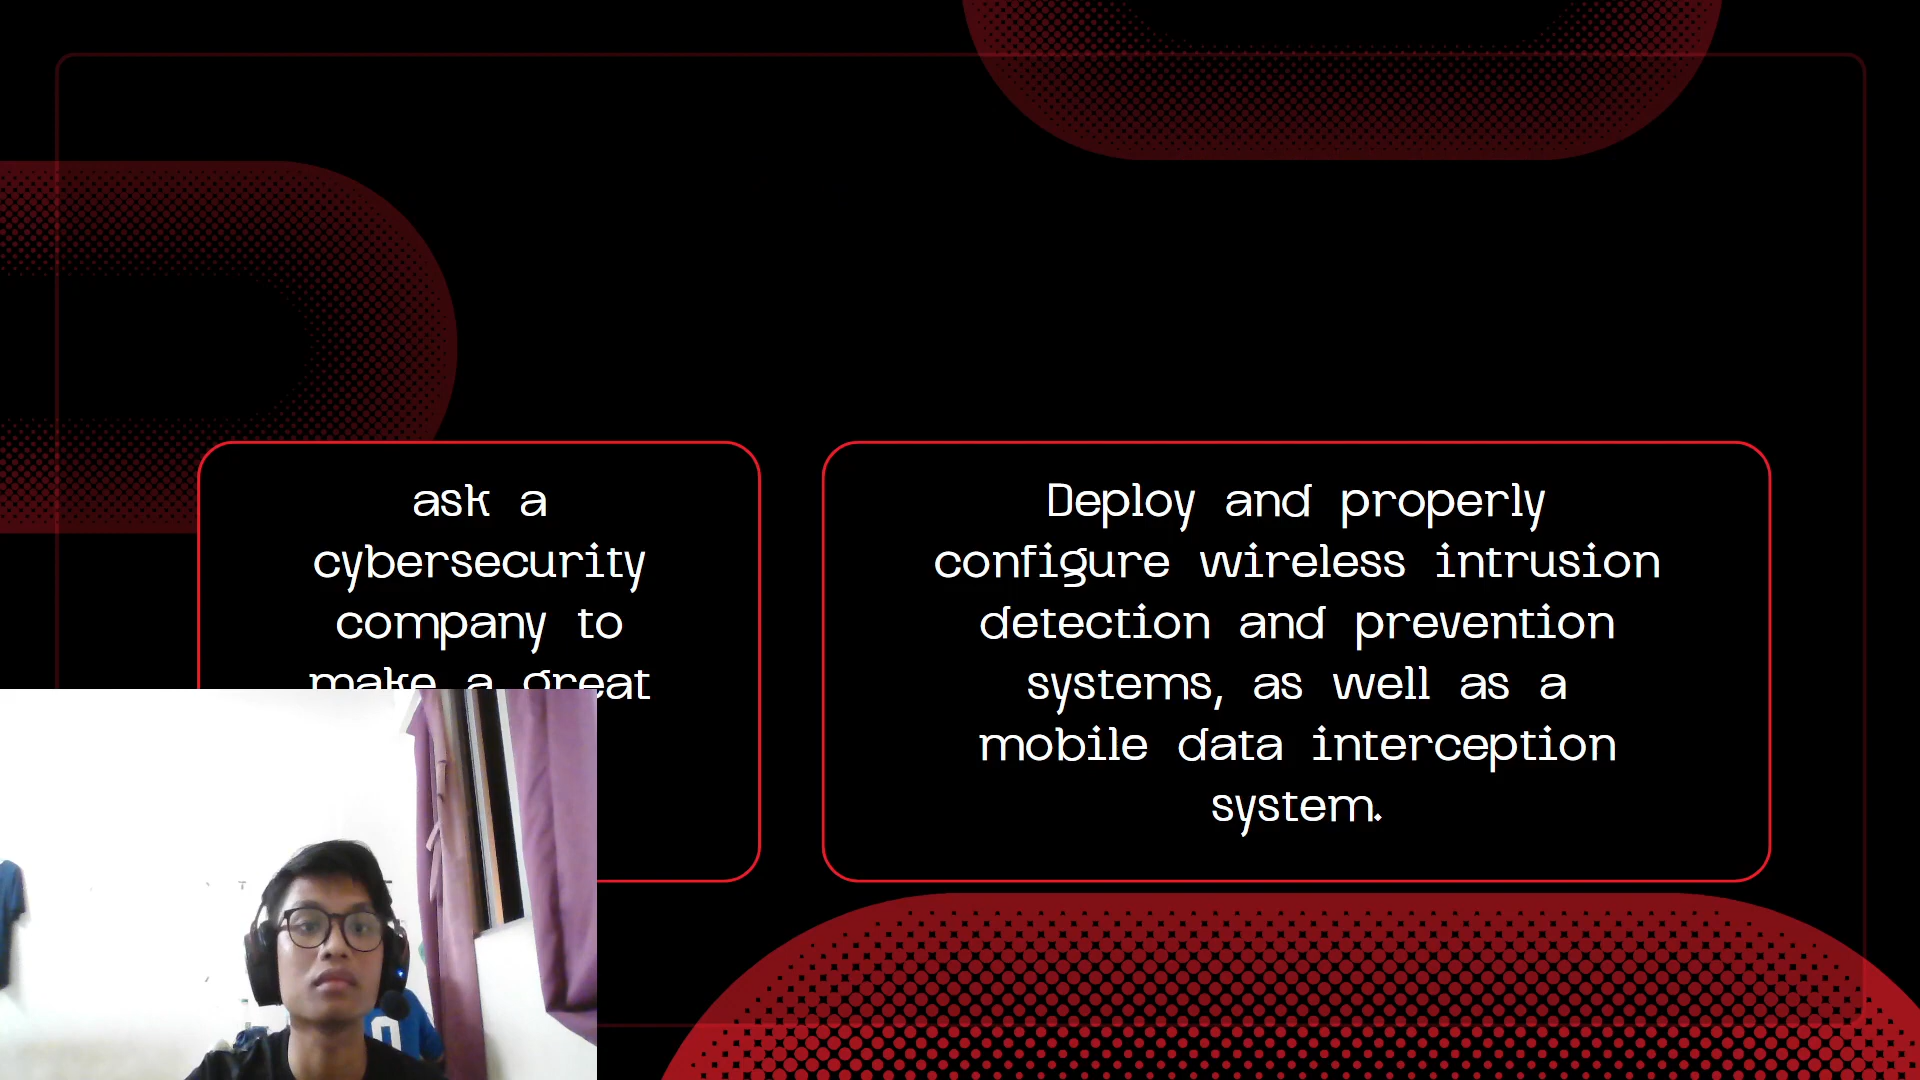 ask a
cybersecurity
company to
make a great
Deploy and properly
configure wireless intrusion
detection and prevention
systems, as well as a
mobile data interception
system.